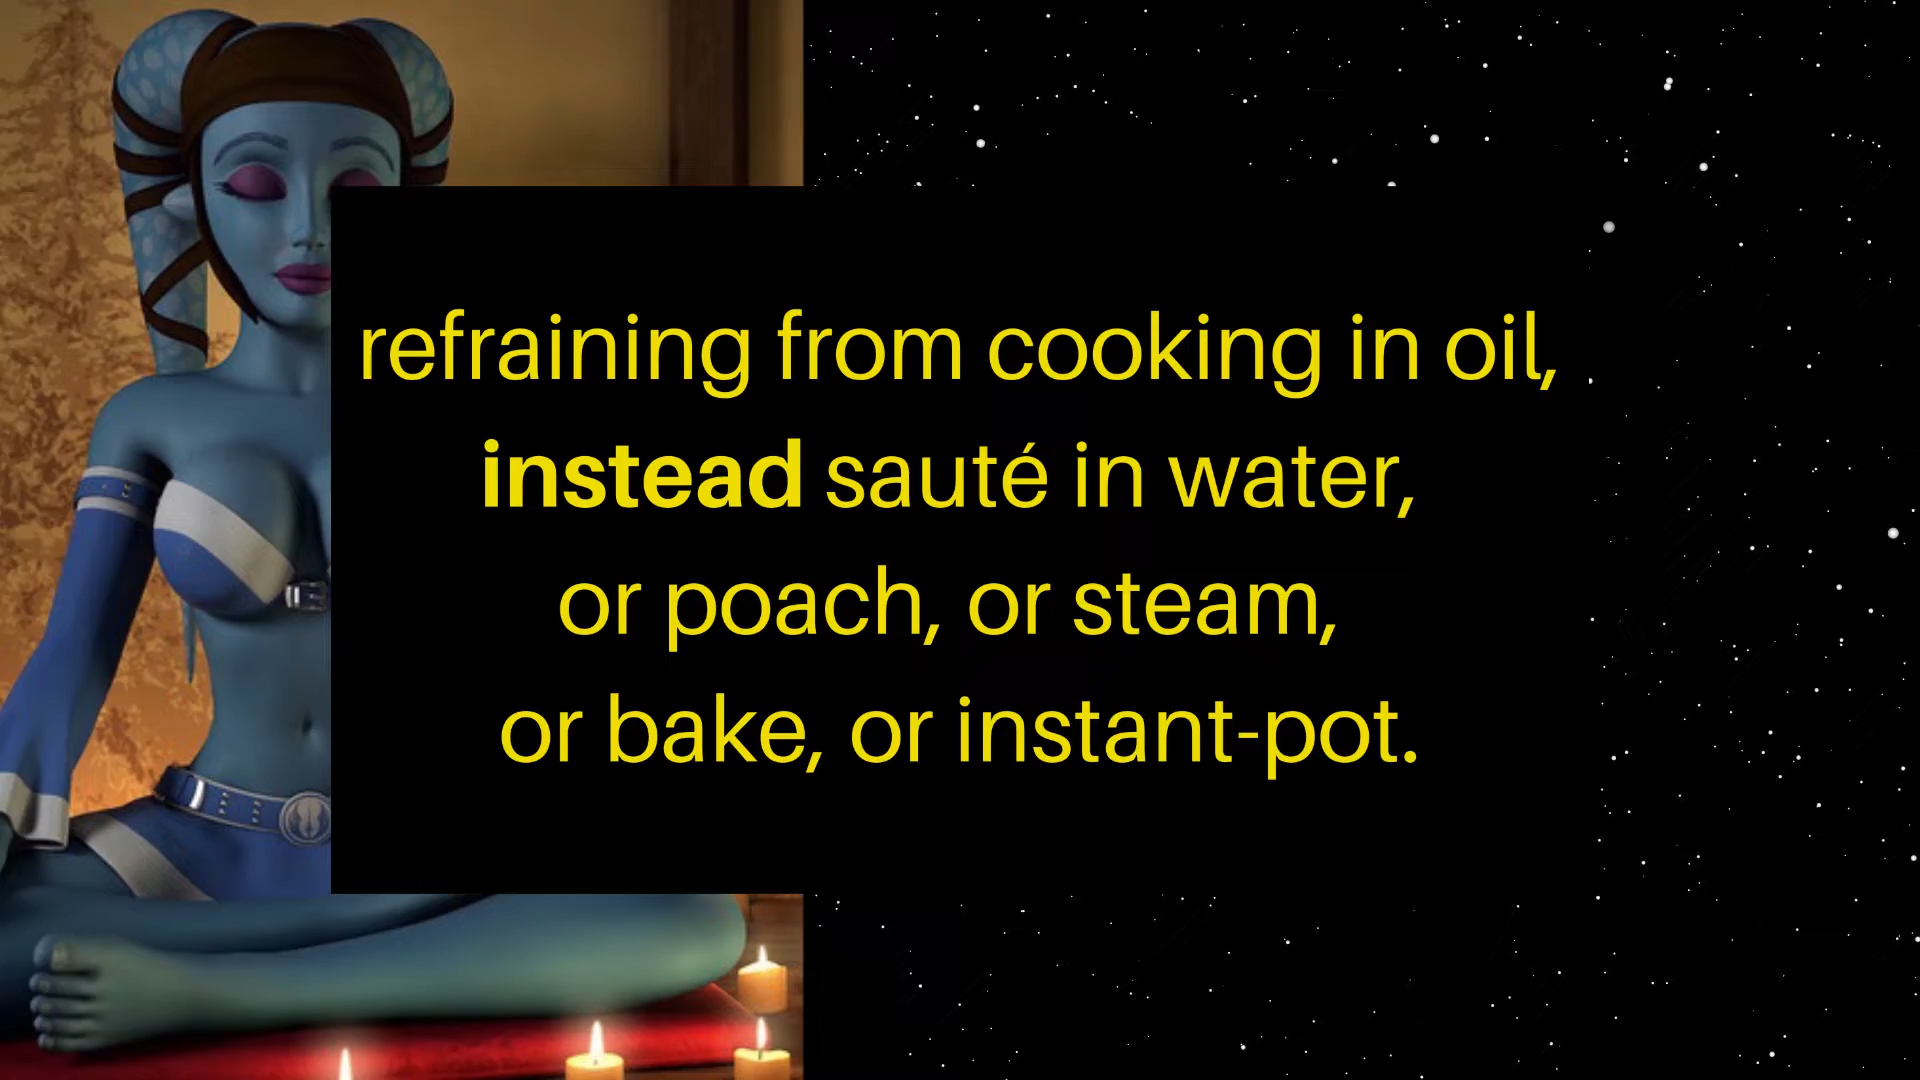 refraining from cooking in oil,
instead sauté in water,
or poach, or steam,
or bake, or instant-pot.